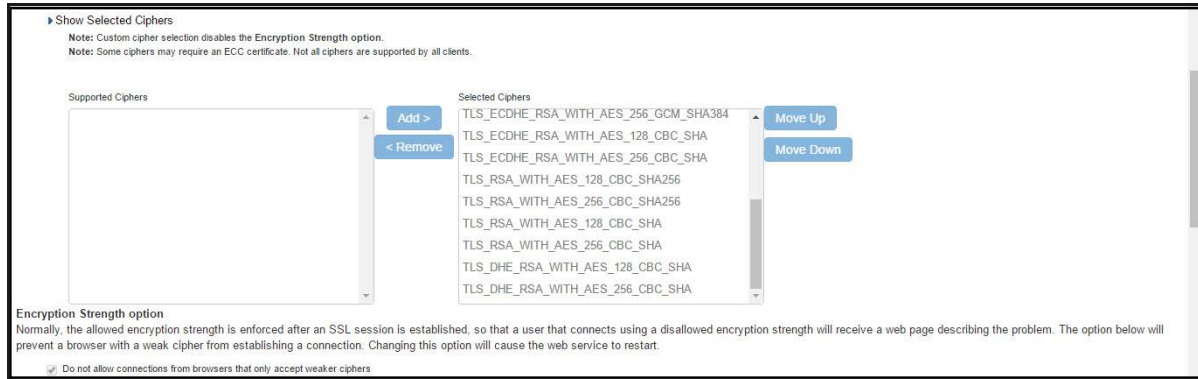 Show Selected Ciphers
Note: Custom cipher selection disables the Encryption Strength option.
Note: Some ciphers may require an ECC certificate. Not all ciphers are supported by all clients.
Supported Ciphers
Add >
< Remove
Selected Ciphers
TLS_ECDHE_RSA_WITH_AES_256_GCM_SHA384
TLS_ECDHE_RSA_WITH_AES_128_CBC_SHA
TLS_ECDHE_RSA_WITH_AES_256_CBC_SHA
TLS_RSA_WITH_AES_128_CBC_SHA256
TLS_RSA_WITH_AES_256_CBC_SHA256
TLS_RSA_WITH_AES_128_CBC_SHA
TLS_RSA_WITH_AES_256_CBC_SHA
TLS_DHE_RSA_WITH_AES_128_CBC_SHA
TLS_DHE_RSA_WITH_AES_256_CBC_SHA
Move Up
Move Down
Encryption Strength option
Normally, the allowed encryption strength is enforced after an SSL session is established, so that a user that connects using a disallowed encryption strength will receive a web page describing the problem. The option below will
prevent a browser with a weak cipher from establishing a connection. Changing this option will cause the web service to restart.
Do not allow connections from browsers that only accept weaker ciphers